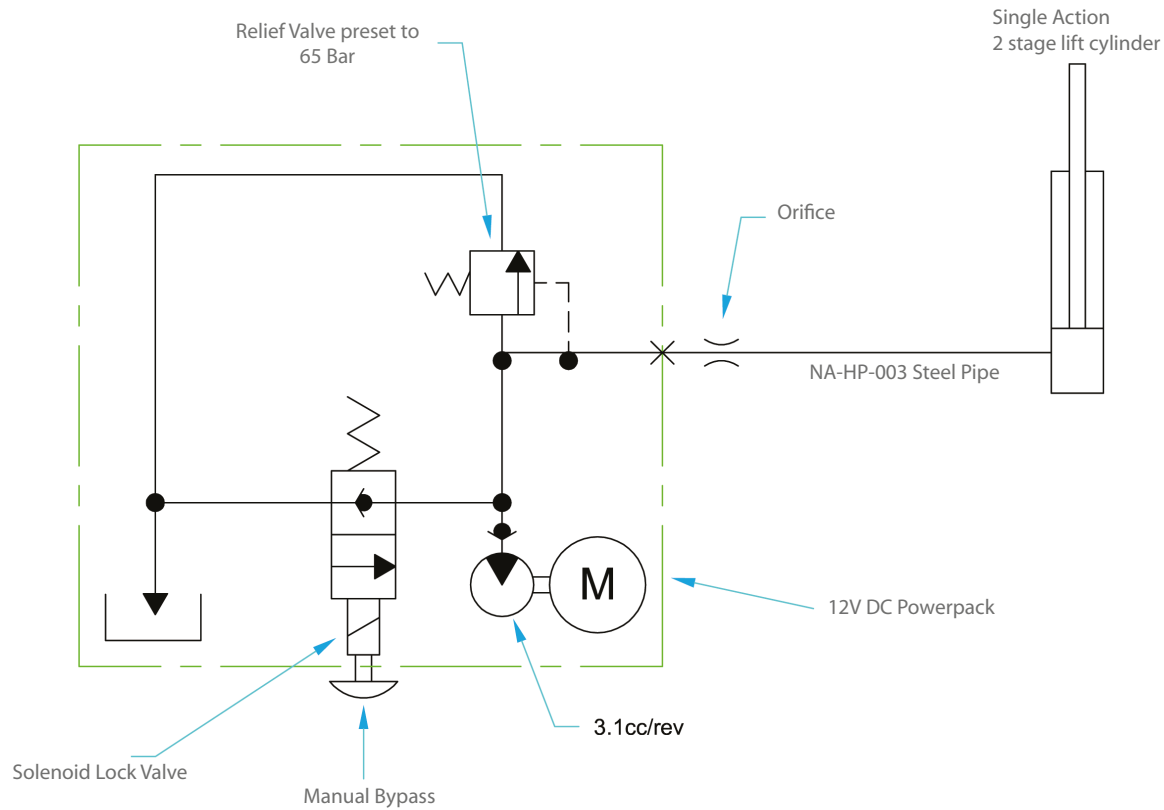 Single Action
2 stage lift cylinder
Relief Valve preset to
65 Bar
Orifice
NA-HP-003 Steel Pipe
M
12V DC Powerpack
3.1cc/rev
Solenoid Lock Valve
Manual Bypass